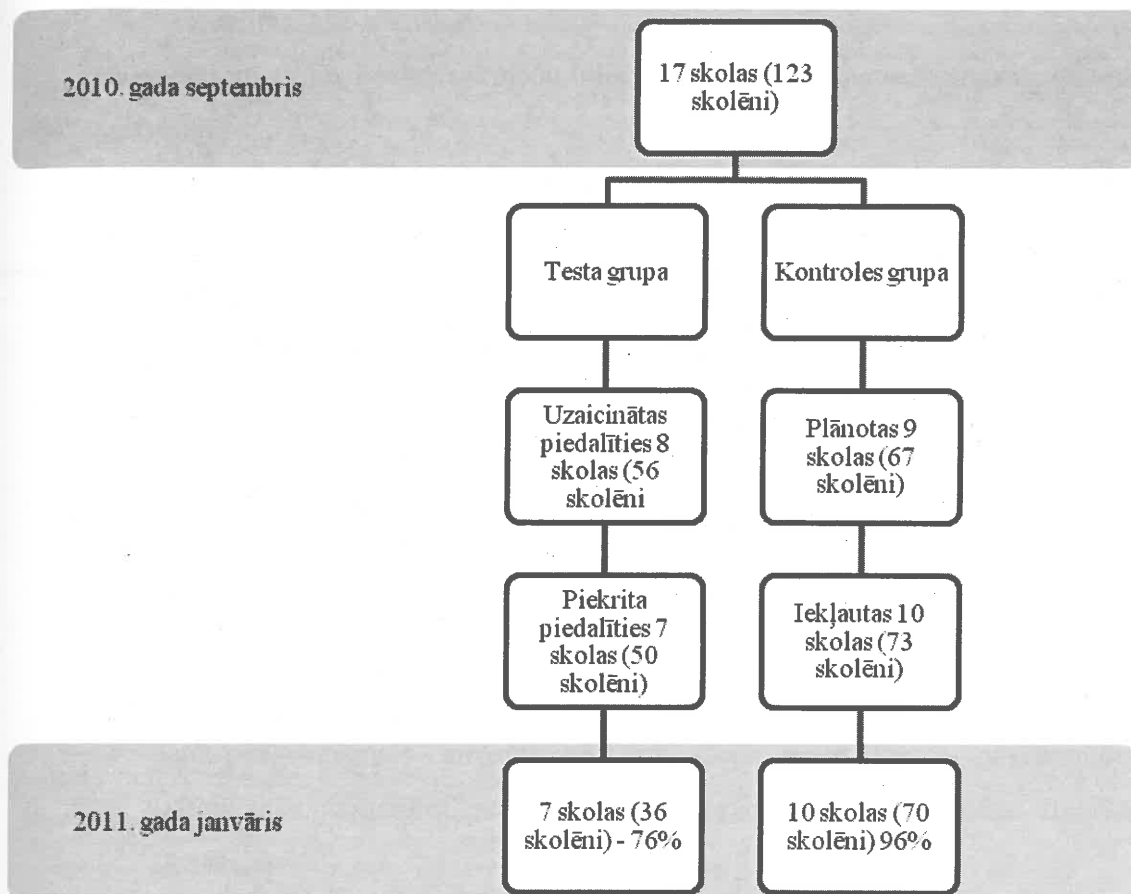 2010. gada septembris
17 skolas (123
skolēni)
Testa grupa
Kontroles grupa
Uzaicinātas
piedalīties 8
skolas (56
skolēni
Plānotas 9
skolas (67
skolēni)
Piekrita
piedalīties 7
skolas (50
skolēni)
Iekļautas 10
skolas (73
skolēni)
2011. gada janvāris
7 skolas (36
skolēni) - 76%
10 skolas (70
skolēni) 96%